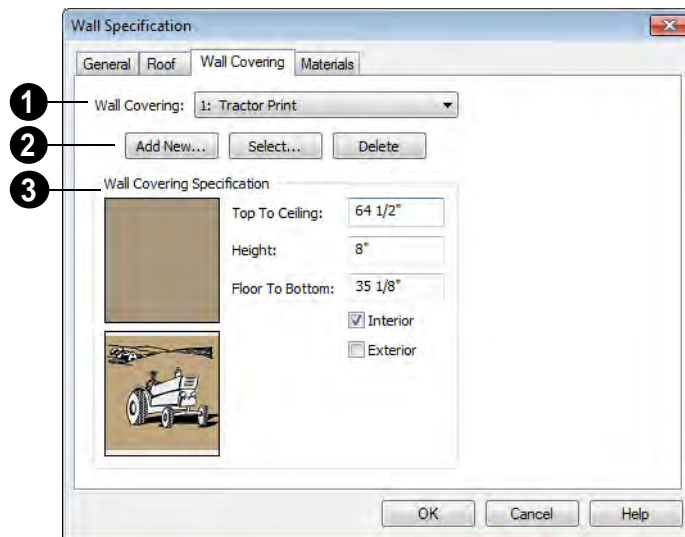 Wall Specification
General Roof Wall Covering Materials
1 Wall Covering: 1: Tractor Print
2 Add New... Select... Delete
3 Wall Covering Specification
Top To Ceiling: 64 1/2"
Height: 8"
Floor To Bottom: 35 1/8"
Interior
Exterior
OK Cancel Help